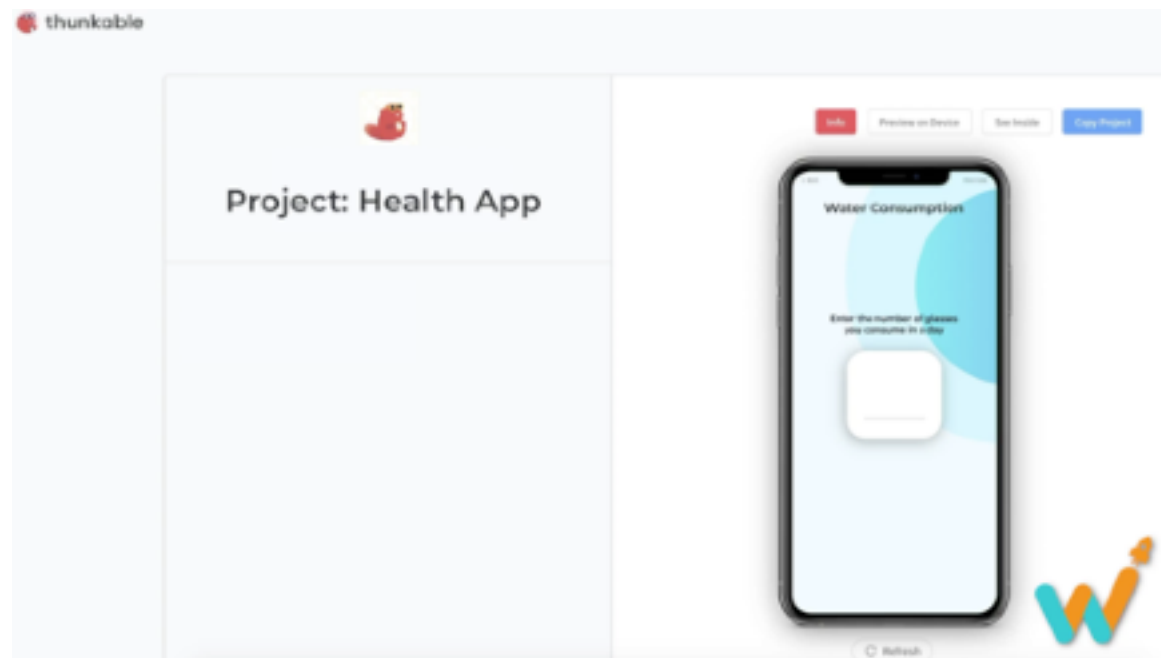 thunkable
Project: Health App
Info
Preview on Device
See Inside
Copy Project
Water Consumption
Enter the number of glasses
you consume in a day
Refresh